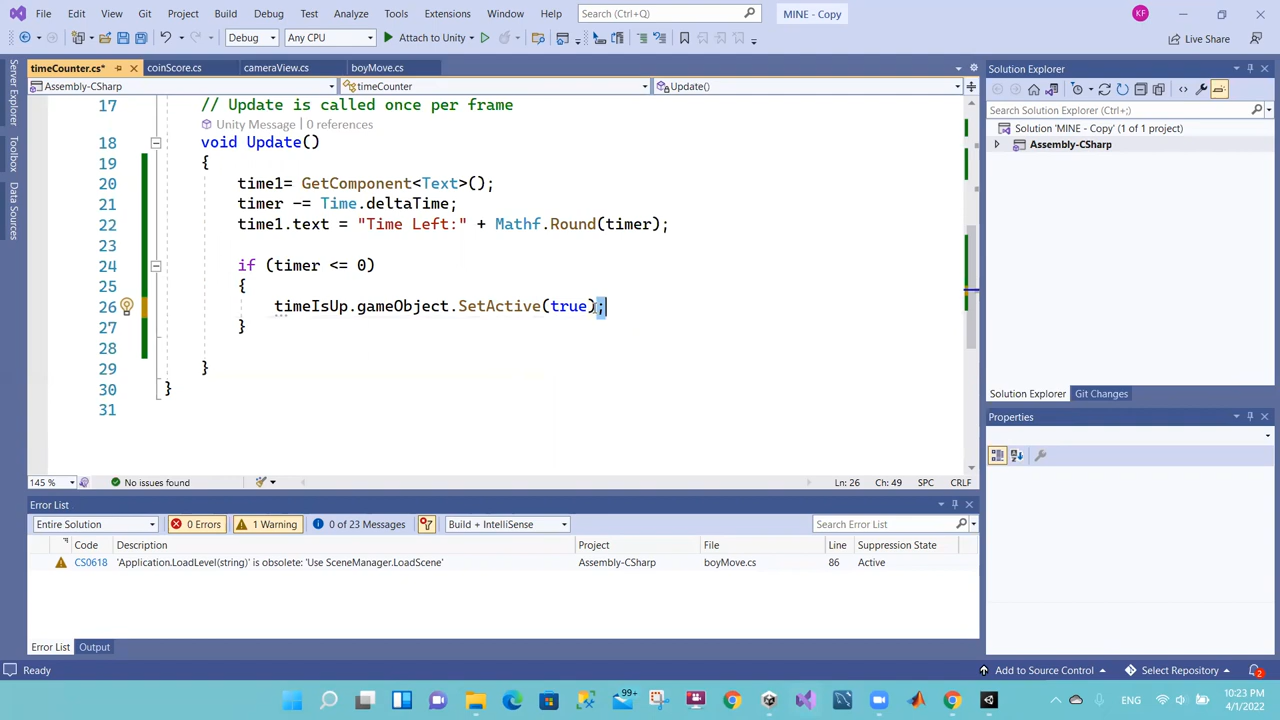 File Edit View Git Project Build Debug Test Analyze Tools Extensions Window Help Search (Ctrl+Q) MINE - Copy KF
Debug Any CPU Attach to Unity Live Share
timeCounter.cs* coinScore.cs cameraView.cs boyMove.cs
Assembly-CSharp timeCounter Update()
Server Explorer
Toolbox
Data Sources
17 // Update is called once per frame
Unity Message | 0 references
18 void Update()
19 {
20 time1= GetComponent<Text>();
21 timer -= Time.deltaTime;
22 time1.text = "Time Left:" + Mathf.Round(timer);
23
24 if (timer <= 0)
25 {
26 timeIsUp.gameObject.SetActive(true);
27 }
28
29 }
30 }
31
145 % No issues found Ln: 26 Ch: 49 SPC CRLF
Solution Explorer
Search Solution Explorer (Ctrl+;)
Solution 'MINE - Copy' (1 of 1 project)
Assembly-CSharp
Solution Explorer Git Changes
Properties
Error List
Entire Solution 0 Errors 1 Warning 0 of 23 Messages Build + IntelliSense Search Error List
Code Description Project File Line Suppression State
CS0618 'Application.LoadLevel(string)' is obsolete: 'Use SceneManager.LoadScene' Assembly-CSharp boyMove.cs 86 Active
Error List Output
Ready Add to Source Control Select Repository 2
99+ ENG 10:23 PM
4/1/2022